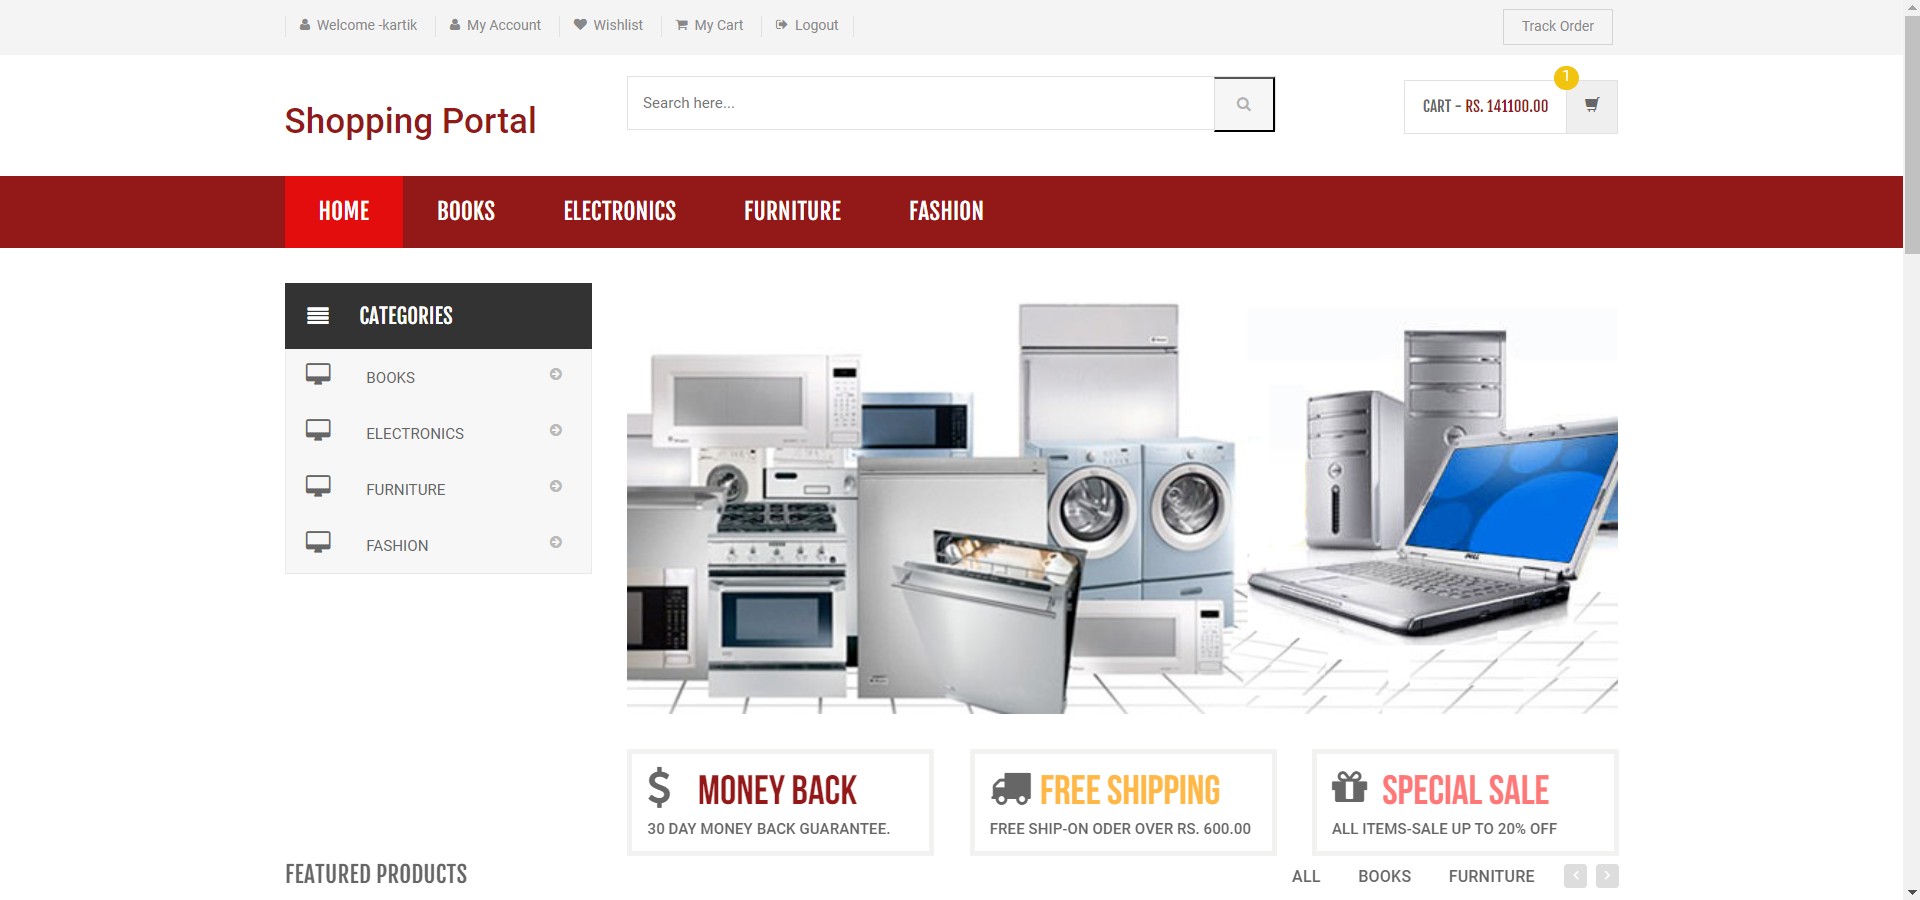 Welcome -kartik
My Account
Wishlist
My Cart
Logout
Track Order
Shopping Portal
Search here...
CART - RS. 141100.00
1
HOME
BOOKS
ELECTRONICS
FURNITURE
FASHION
CATEGORIES
BOOKS
ELECTRONICS
FURNITURE
FASHION
DELL
MONEY BACK
30 DAY MONEY BACK GUARANTEE.
FREE SHIPPING
FREE SHIP-ON ODER OVER RS. 600.00
SPECIAL SALE
ALL ITEMS-SALE UP TO 20% OFF
FEATURED PRODUCTS
ALL
BOOKS
FURNITURE